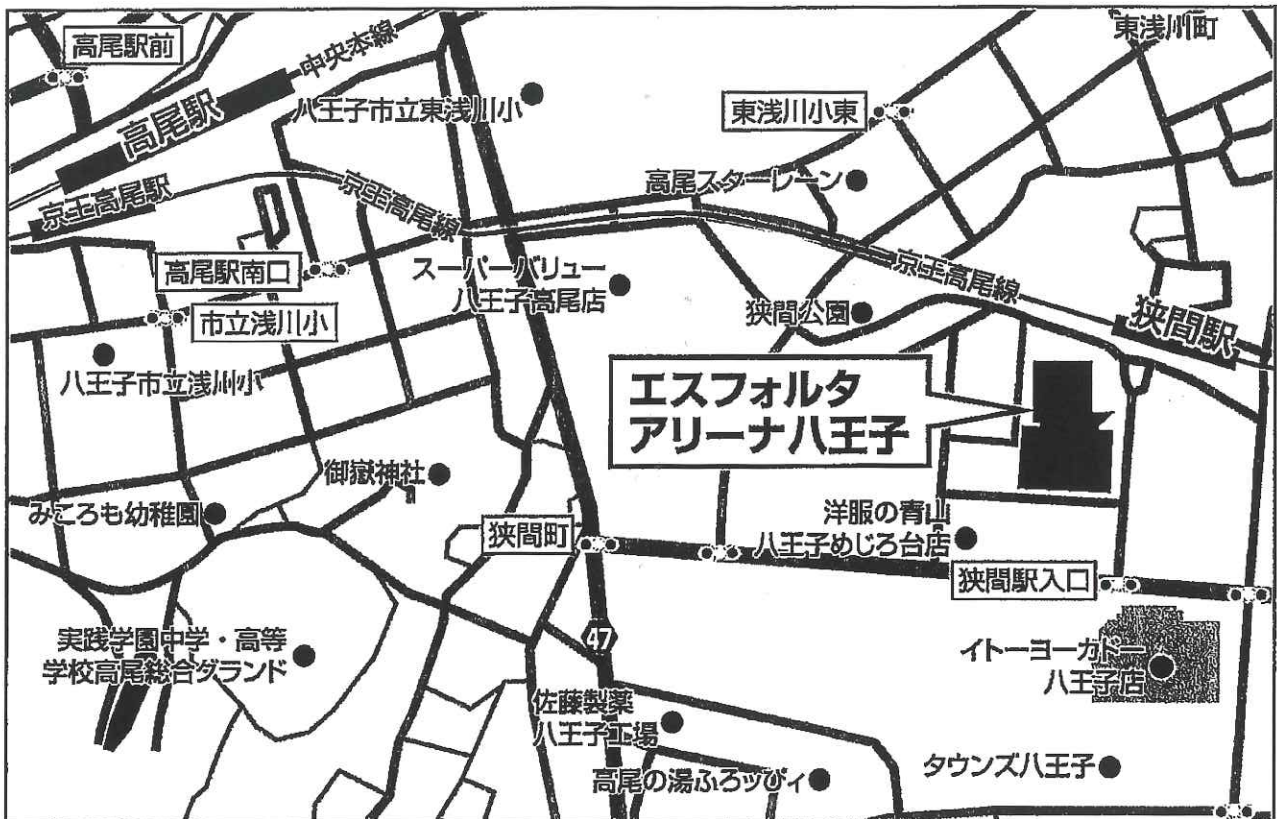 高尾駅前
中央本線
東浅川町
高尾駅
八王子市立東浅川小
東浅川小東
京王高尾駅
京王高尾線
高尾スターレーン
高尾駅南口
スーパーバリュー
八王子高尾店
京王高尾線
市立浅川小
狭間公園
狭間駅
八王子市立浅川小
エスフォルタ
アリーナ八王子
御嶽神社
みころも幼稚園
狭間町
洋服の青山
八王子めじろ台店
狭間駅入口
47
実践学園中学・高等
学校高尾総合グランド
イトーヨーカドー
八王子店
佐藤製薬
八王子工場
高尾の湯ふろッぴィ
タウンズ八王子